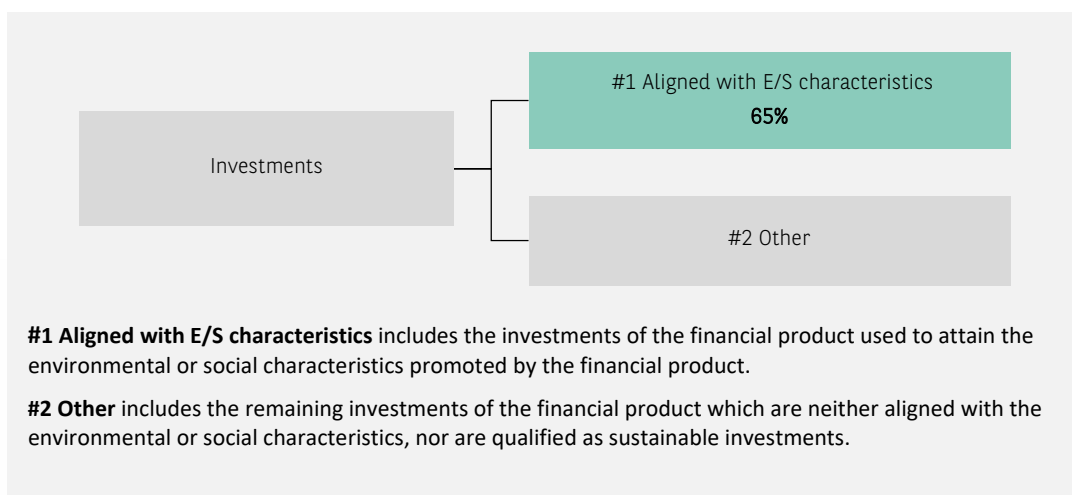 #1 Aligned with E/S characteristics
65%
Investments
#2 Other
#1 Aligned with E/S characteristics includes the investments of the financial product used to attain the
environmental or social characteristics promoted by the financial product.
#2 Other includes the remaining investments of the financial product which are neither aligned with the
environmental or social characteristics, nor are qualified as sustainable investments.